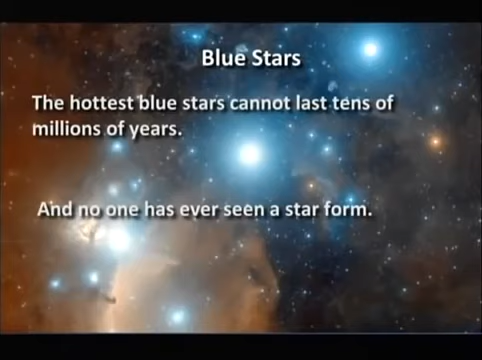 Blue Stars
The hottest blue stars cannot last tens of
millions of years.
And no one has ever seen a star form.